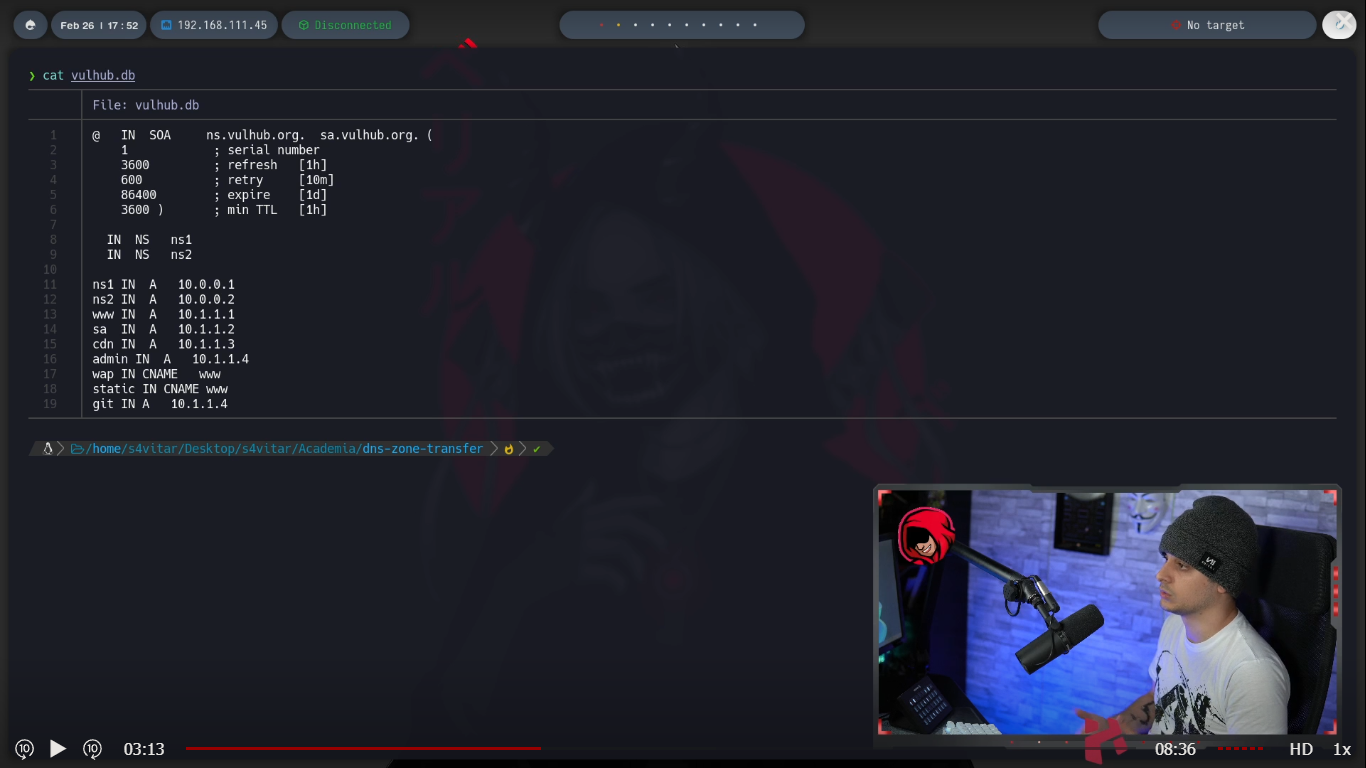 Feb 26 | 17:52
192.168.111.45
Disconnected
No target
❯ cat vulhub.db
File: vulhub.db
1 @ IN SOA ns.vulhub.org. sa.vulhub.org. (
2 1 ; serial number
3 3600 ; refresh [1h]
4 600 ; retry [10m]
5 86400 ; expire [1d]
6 3600 ) ; min TTL [1h]
7
8 IN NS ns1
9 IN NS ns2
10
11 ns1 IN A 10.0.0.1
12 ns2 IN A 10.0.0.2
13 www IN A 10.1.1.1
14 sa IN A 10.1.1.2
15 cdn IN A 10.1.1.3
16 admin IN A 10.1.1.4
17 wap IN CNAME www
18 static IN CNAME www
19 git IN A 10.1.1.4
/home/s4vitar/Desktop/s4vitar/Academia/dns-zone-transfer
10
10
03:13
08:36
HD
1x